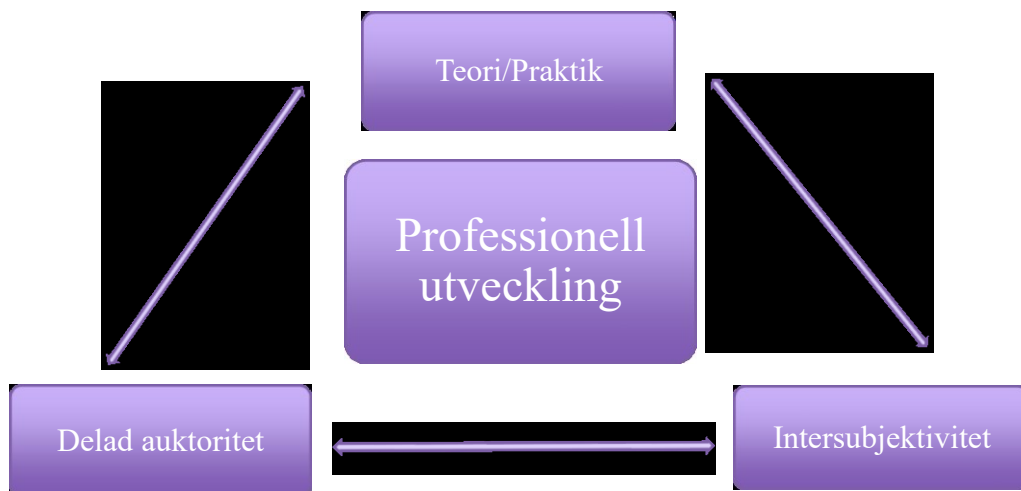 Teori/Praktik
Professionell
utveckling
Delad auktoritet
Intersubjektivitet